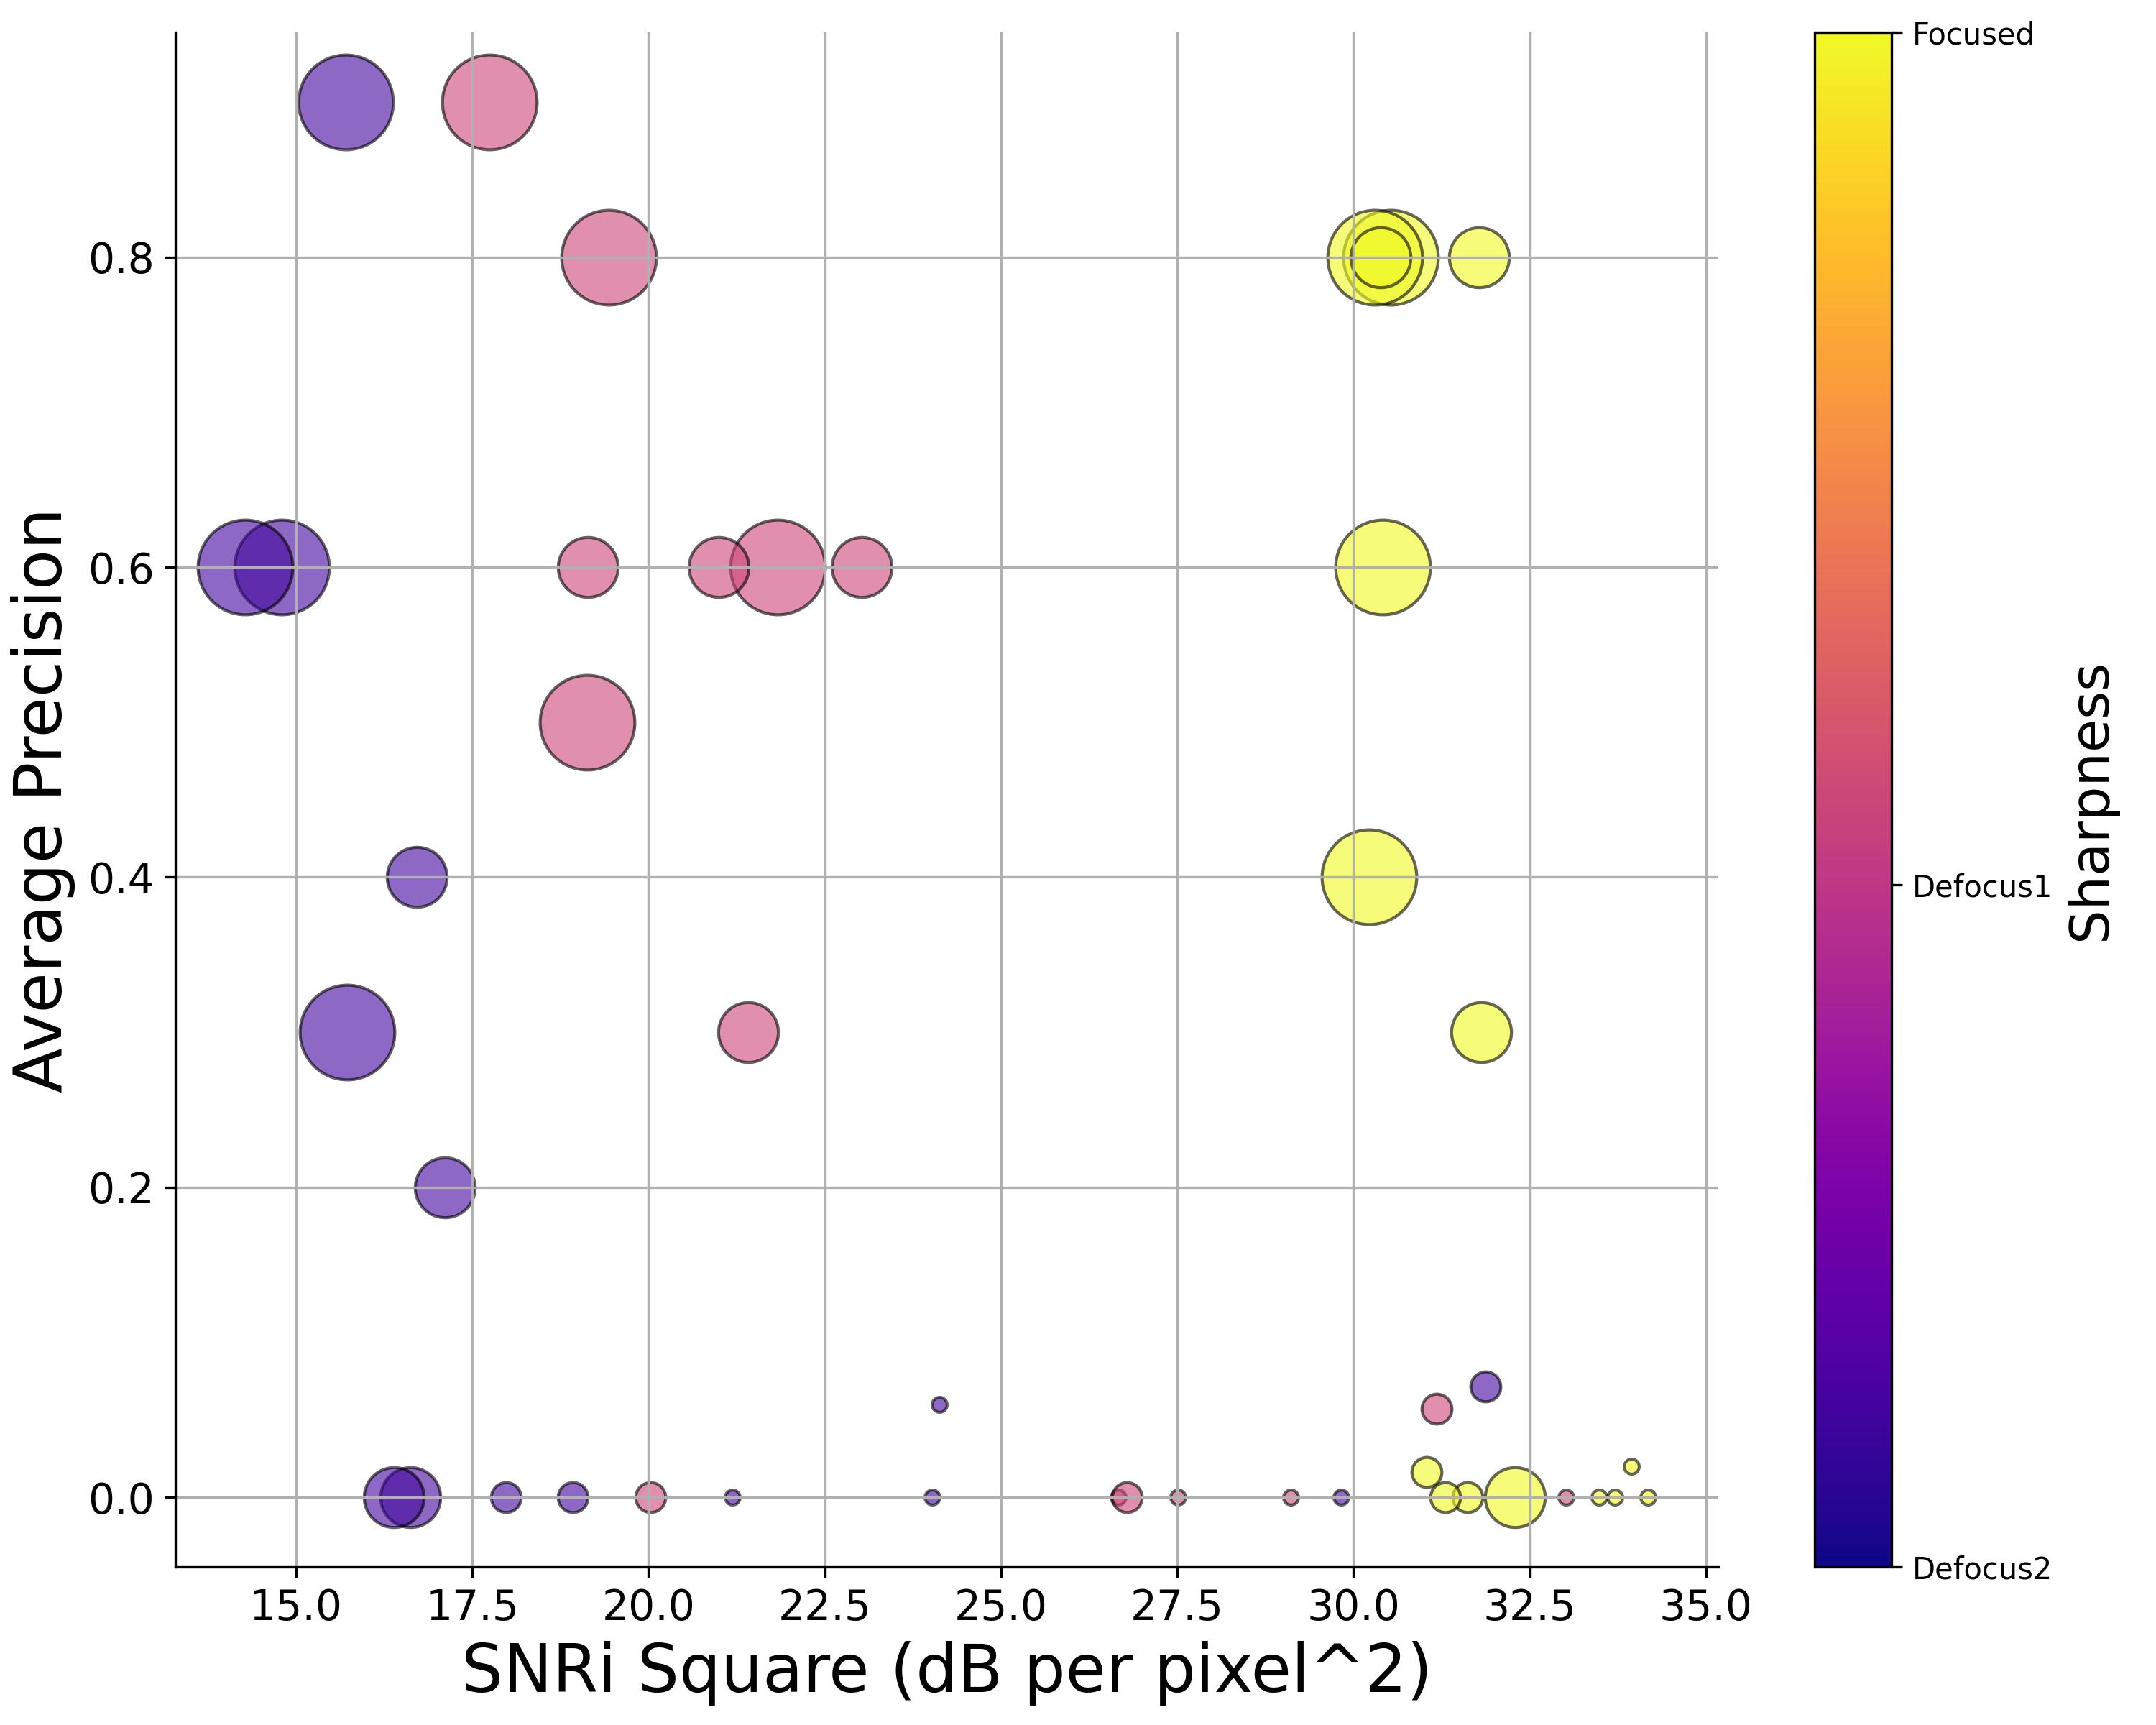 Average Precision
0.8
0.6
0.4
0.2
0.0
15.0 17.5 20.0 22.5 25.0 27.5 30.0 32.5 35.0
SNRi Square (dB per pixel^2)
Focused
Defocus1
Defocus2
Sharpness